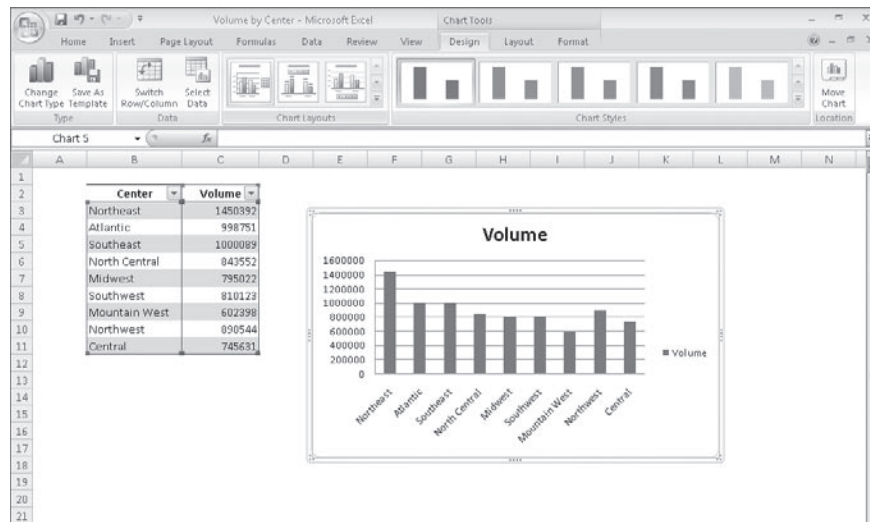 Volume by Center - Microsoft Excel
Chart Tools
Home Insert Page Layout Formulas Data Review View Design Layout Format
Change Chart Type
Save As Template
Switch Row/Column
Select Data
Move Chart
Type Data Chart Layouts Chart Styles Location
Chart 5 fx
A B C D E F G H I J K L M N
1
2 Center Volume
3 Northeast 1450392
4 Atlantic 998751
5 Southeast 1000089
6 North Central 843552
7 Midwest 795022
8 Southwest 810123
9 Mountain West 602398
10 Northwest 890544
11 Central 745631
12
13
14
15
16
17
18
19
20
21
Volume
1600000
1400000
1200000
1000000
800000
600000
400000
200000
0
Northeast Atlantic Southeast North Central Midwest Southwest Mountain West Northwest Central
Volume